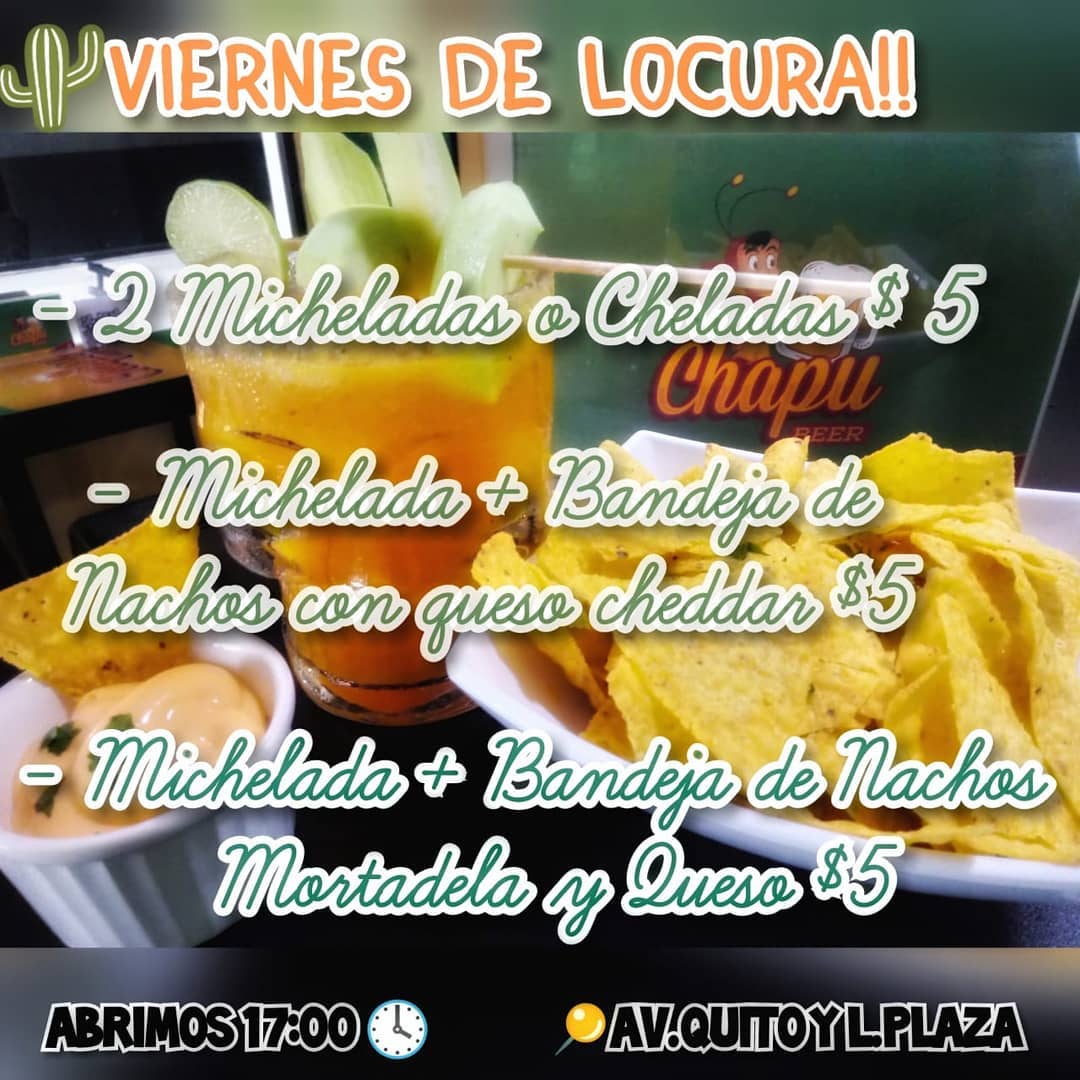 VIERNES DE LOCURA!!
- 2 Micheladas o Cheladas $ 5
Chapu
BEER
- Michelada + Bandeja de
Nachos con queso cheddar $5
- Michelada + Bandeja de Nachos
Mortadela y Queso $5
ABRIMOS 17:00
AV.QUITO Y L.PLAZA